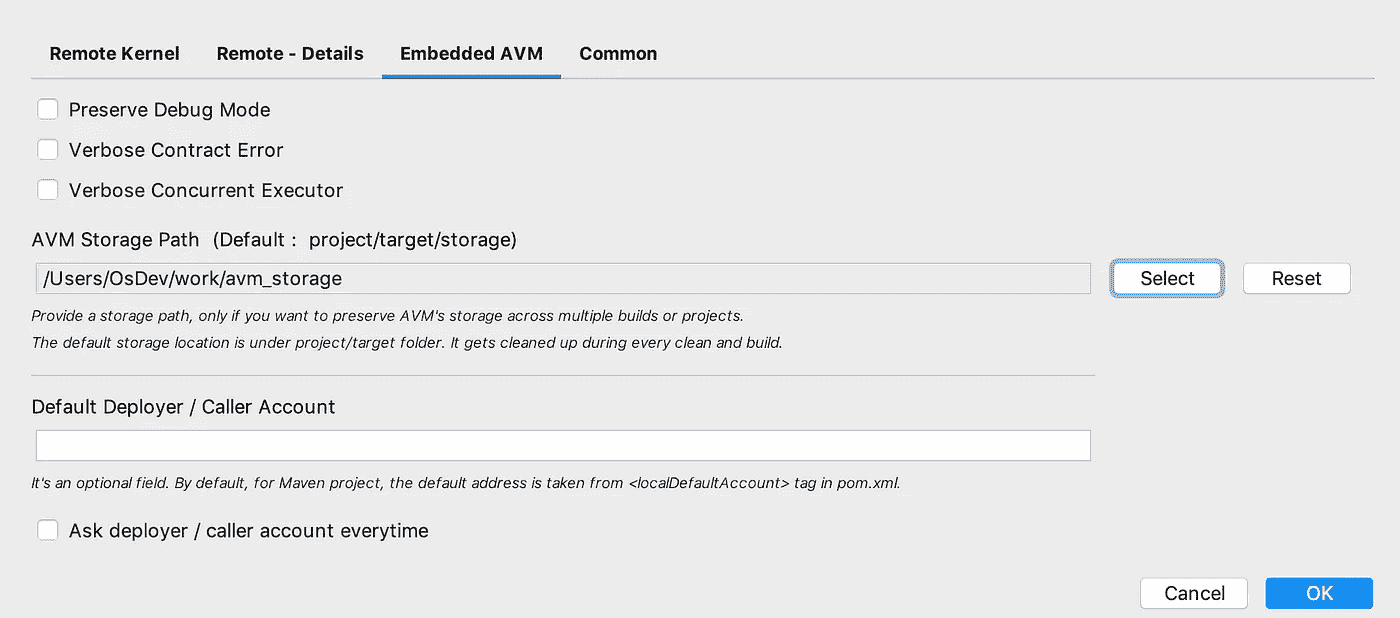 Remote Kernel Remote - Details Embedded AVM Common
Preserve Debug Mode
Verbose Contract Error
Verbose Concurrent Executor
AVM Storage Path (Default : project/target/storage)
/Users/OsDev/work/avm_storage Select Reset
Provide a storage path, only if you want to preserve AVM's storage across multiple builds or projects.
The default storage location is under project/target folder. It gets cleaned up during every clean and build.
Default Deployer / Caller Account
It's an optional field. By default, for Maven project, the default address is taken from <localDefaultAccount> tag in pom.xml.
Ask deployer / caller account everytime
Cancel OK